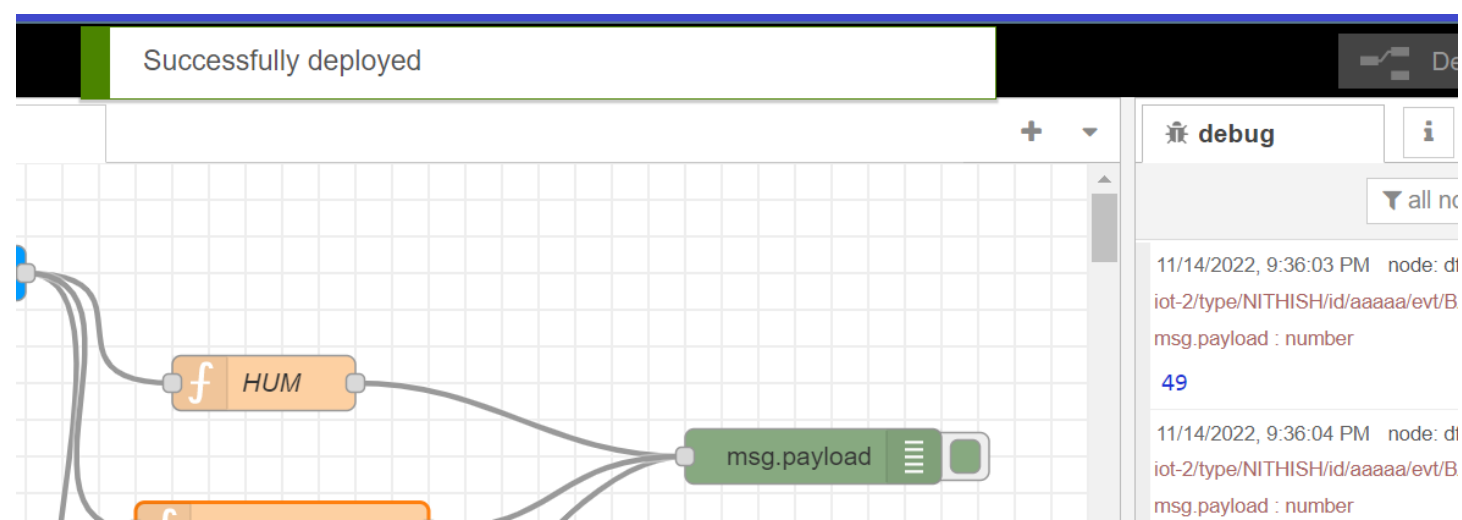 Successfully deployed
debug
i
all
11/14/2022, 9:36:03 PM node:
iot-2/type/NITHISH/id/aaaaa/evt/
msg.payload : number
49
11/14/2022, 9:36:04 PM node:
iot-2/type/NITHISH/id/aaaaa/evt/
msg.payload : number
f HUM
msg.payload
f